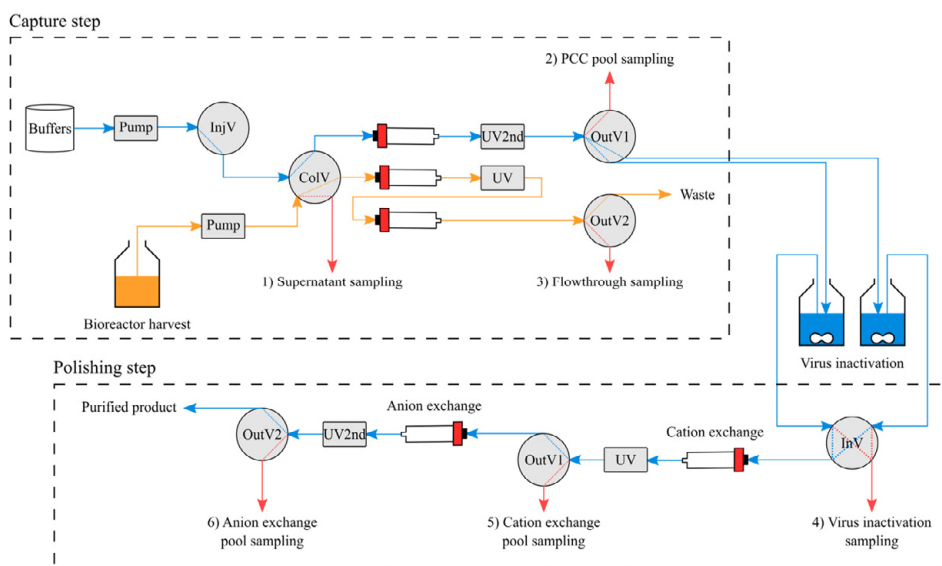 Capture step
2) PCC pool sampling
Buffers
Pump
InjV
UV2nd
OutV1
ColV
UV
Waste
Pump
OutV2
1) Supernatant sampling
3) Flowthrough sampling
Bioreactor harvest
Virus inactivation
Polishing step
Purified product
Anion exchange
OutV2
UV2nd
Cation exchange
InV
OutV1
UV
6) Anion exchange
pool sampling
5) Cation exchange
pool sampling
4) Virus inactivation
sampling